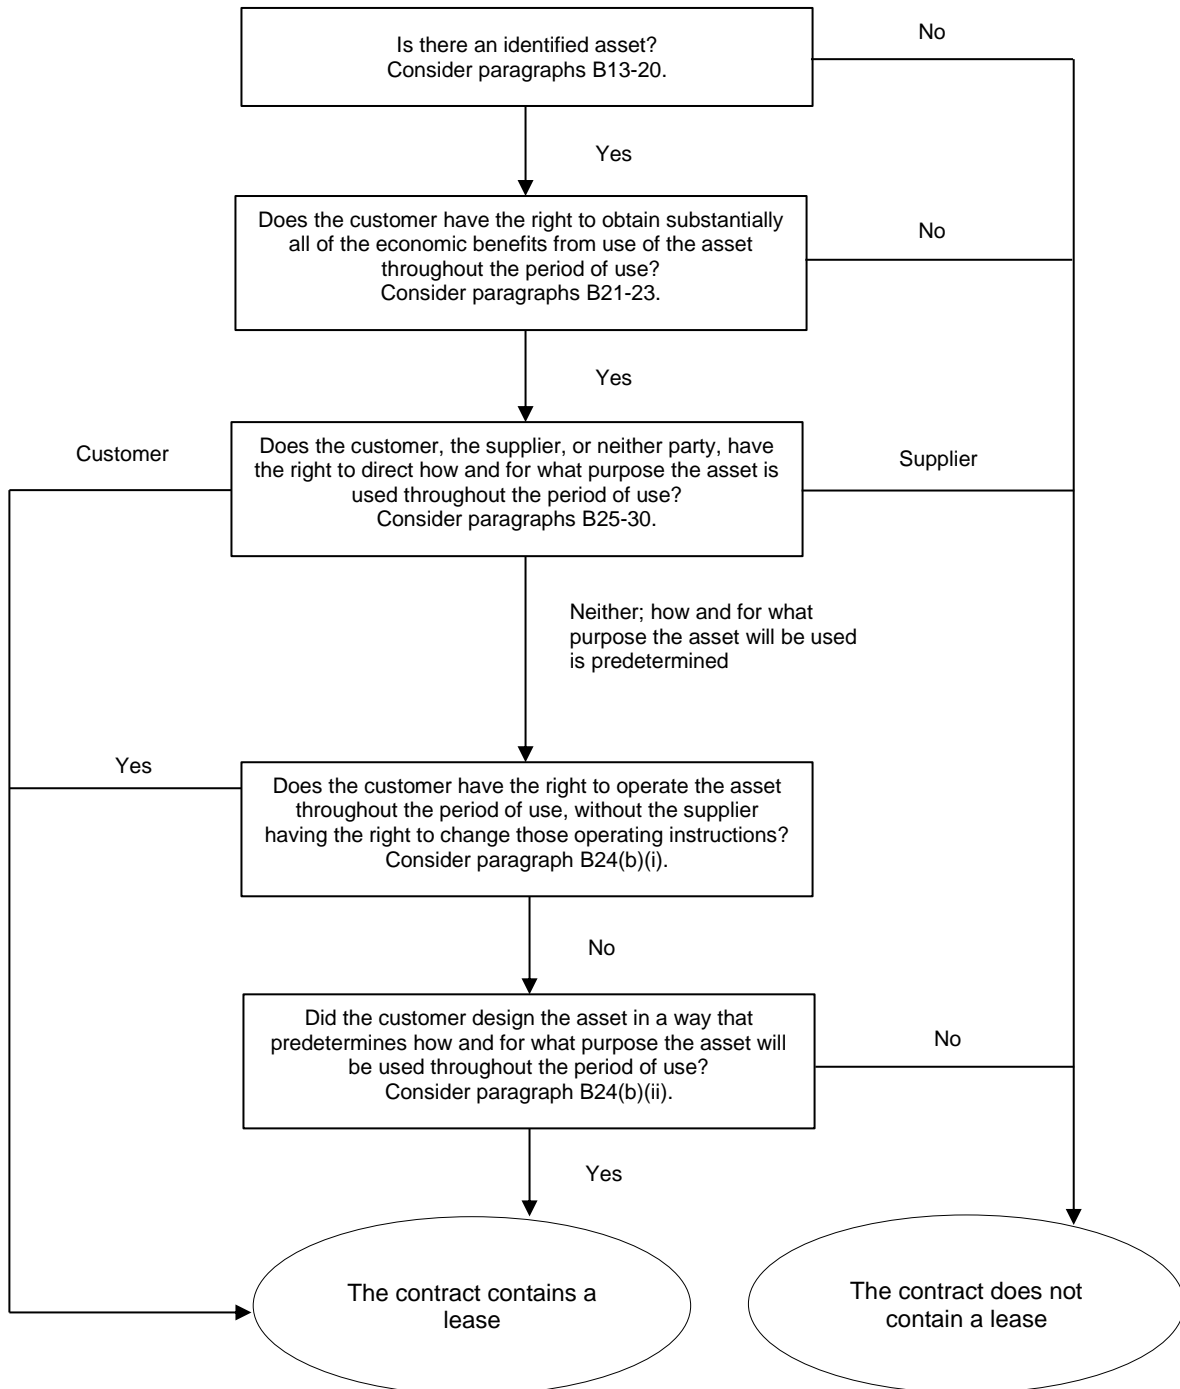 Is there an identified asset?
Consider paragraphs B13-20.
No
Yes
Does the customer have the right to obtain substantially
all of the economic benefits from use of the asset
throughout the period of use?
Consider paragraphs B21-23.
No
Yes
Customer
Does the customer, the supplier, or neither party, have
the right to direct how and for what purpose the asset is
used throughout the period of use?
Consider paragraphs B25-30.
Supplier
Neither; how and for what
purpose the asset will be used
is predetermined
Yes
Does the customer have the right to operate the asset
throughout the period of use, without the supplier
having the right to change those operating instructions?
Consider paragraph B24(b)(i).
No
Did the customer design the asset in a way that
predetermines how and for what purpose the asset will
be used throughout the period of use?
Consider paragraph B24(b)(ii).
No
Yes
The contract contains a
lease
The contract does not
contain a lease